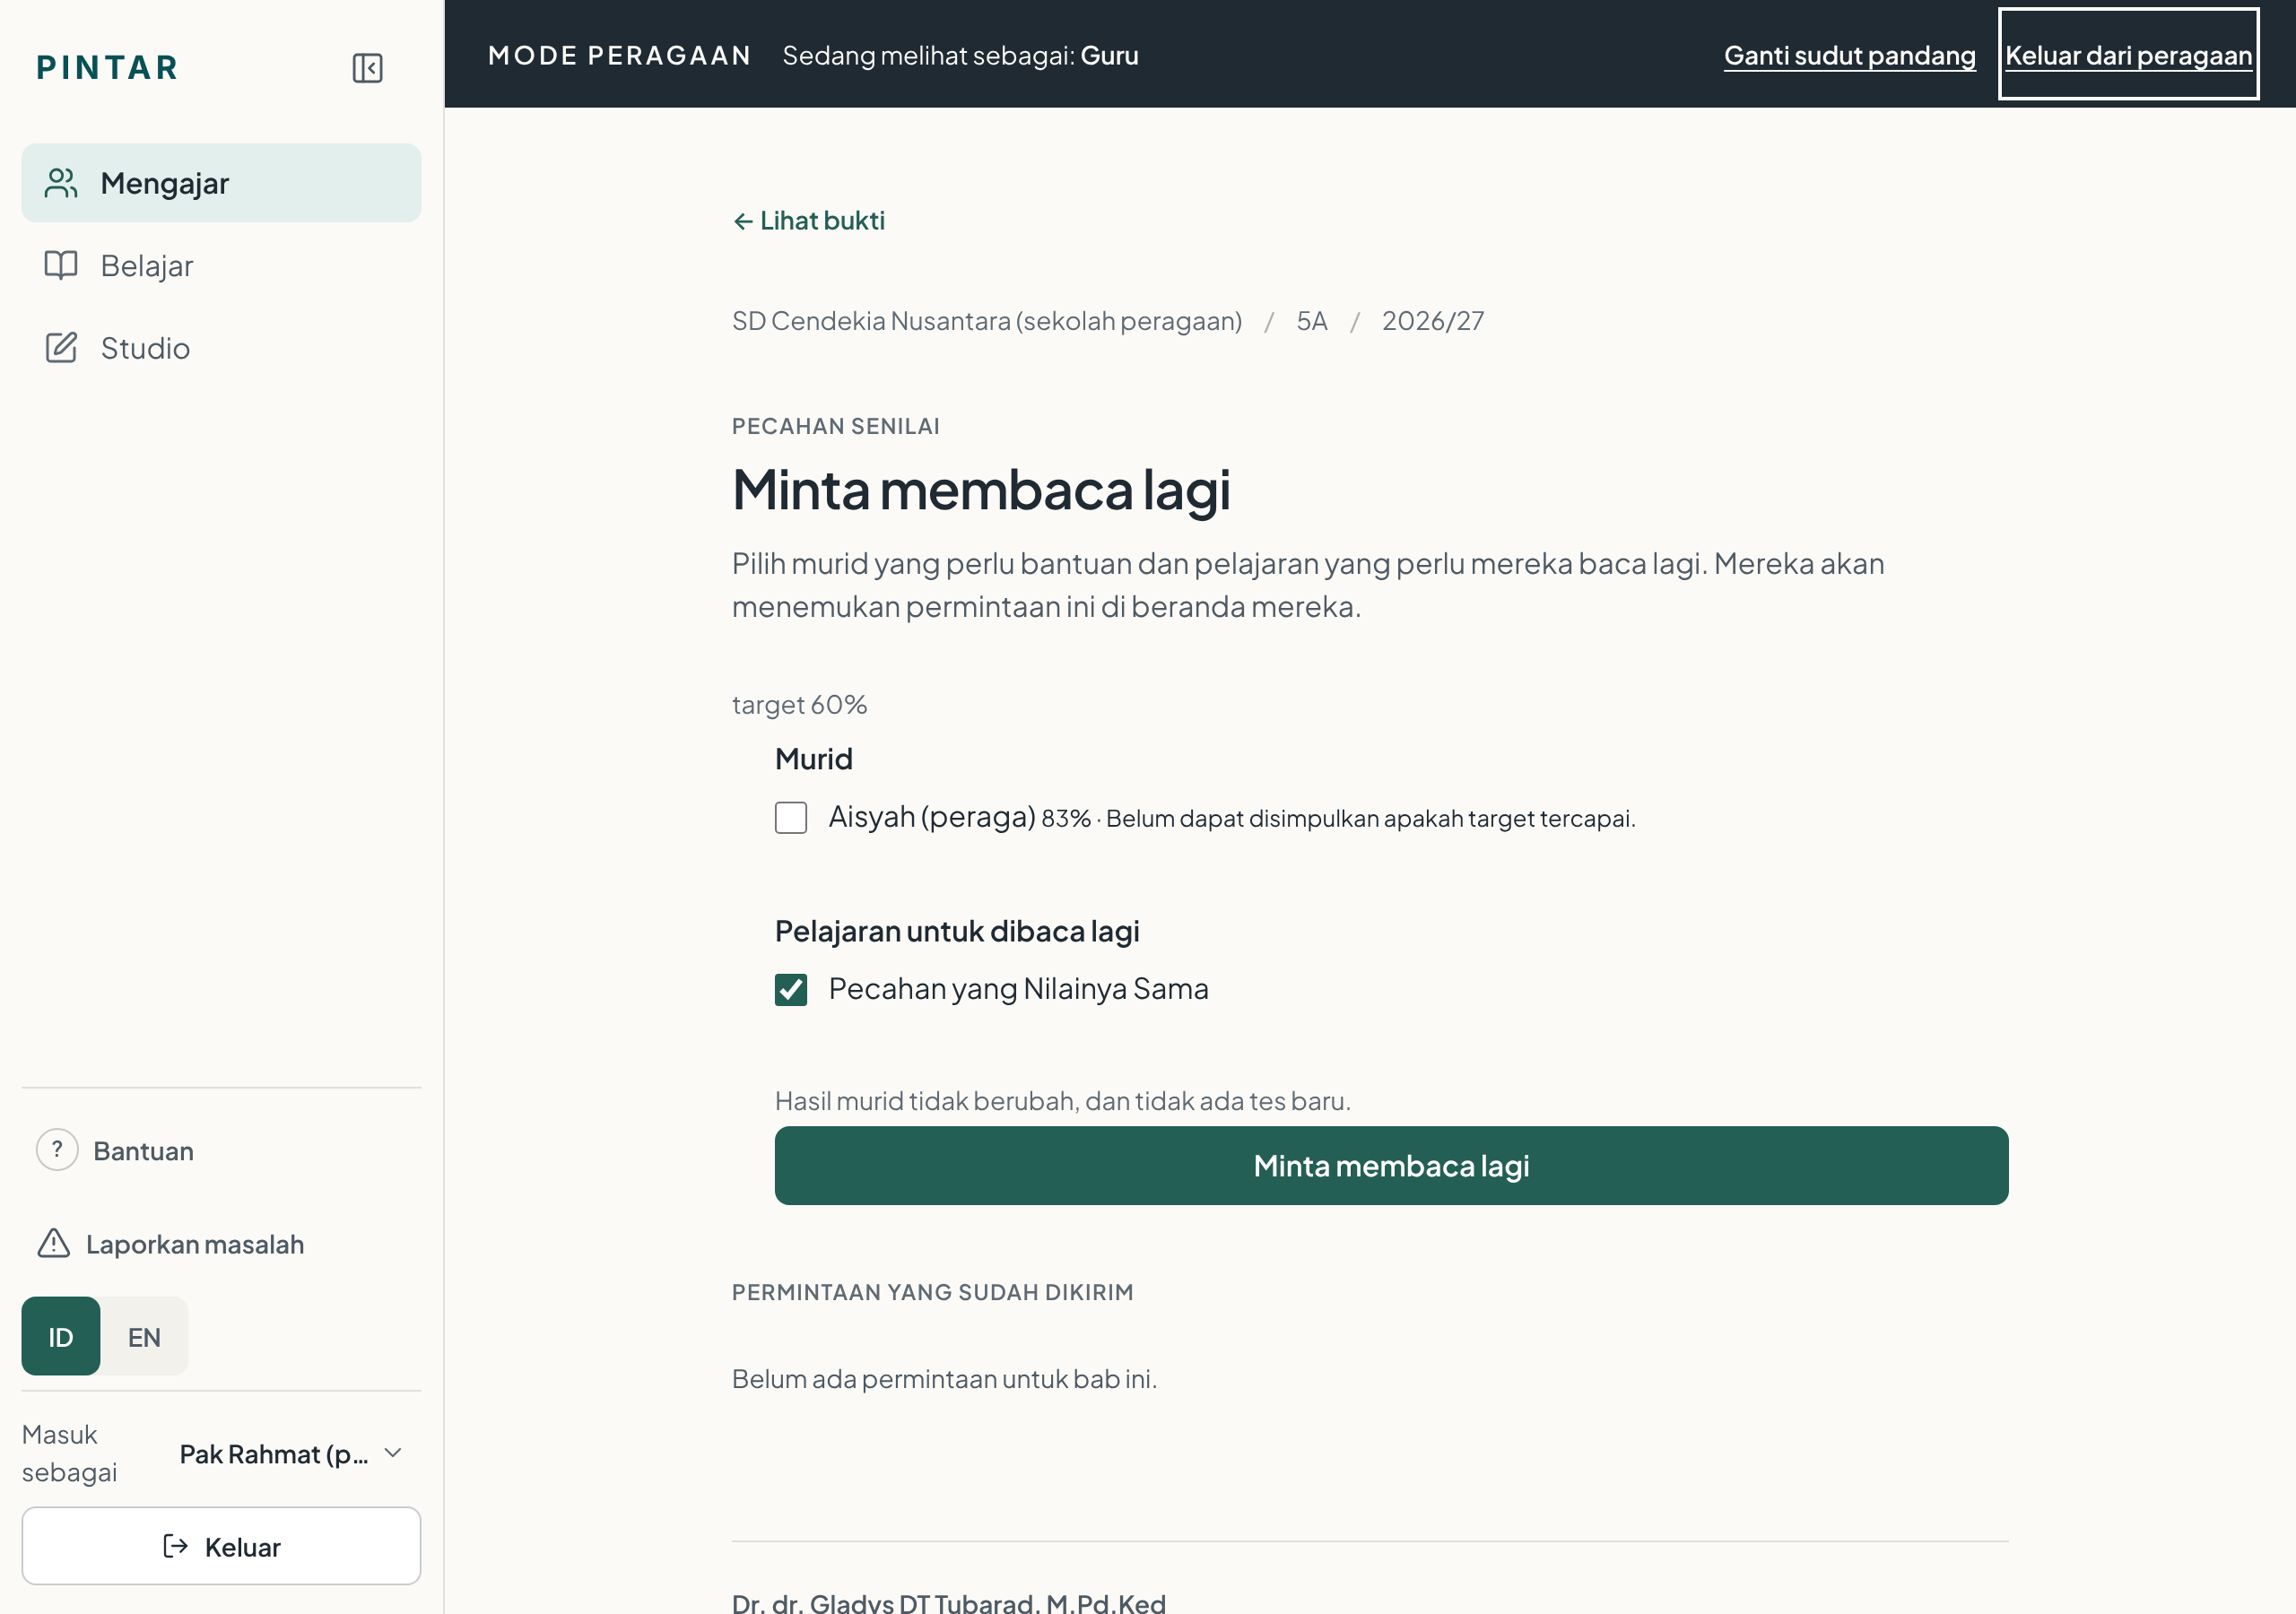 PINTAR
Mengajar
Belajar
Studio
? Bantuan
Laporkan masalah
ID EN
Masuk
sebagai
Pak Rahmat (p...
Keluar
MODE PERAGAAN Sedang melihat sebagai: Guru
Ganti sudut pandang Keluar dari peragaan
← Lihat bukti
SD Cendekia Nusantara (sekolah peragaan) / 5A / 2026/27
PECAHAN SENILAI
Minta membaca lagi
Pilih murid yang perlu bantuan dan pelajaran yang perlu mereka baca lagi. Mereka akan
menemukan permintaan ini di beranda mereka.
target 60%
Murid
Aisyah (peraga) 83% · Belum dapat disimpulkan apakah target tercapai.
Pelajaran untuk dibaca lagi
Pecahan yang Nilainya Sama
Hasil murid tidak berubah, dan tidak ada tes baru.
Minta membaca lagi
PERMINTAAN YANG SUDAH DIKIRIM
Belum ada permintaan untuk bab ini.
Dr. dr. Gladys DT Tubarad, M.Pd.Ked